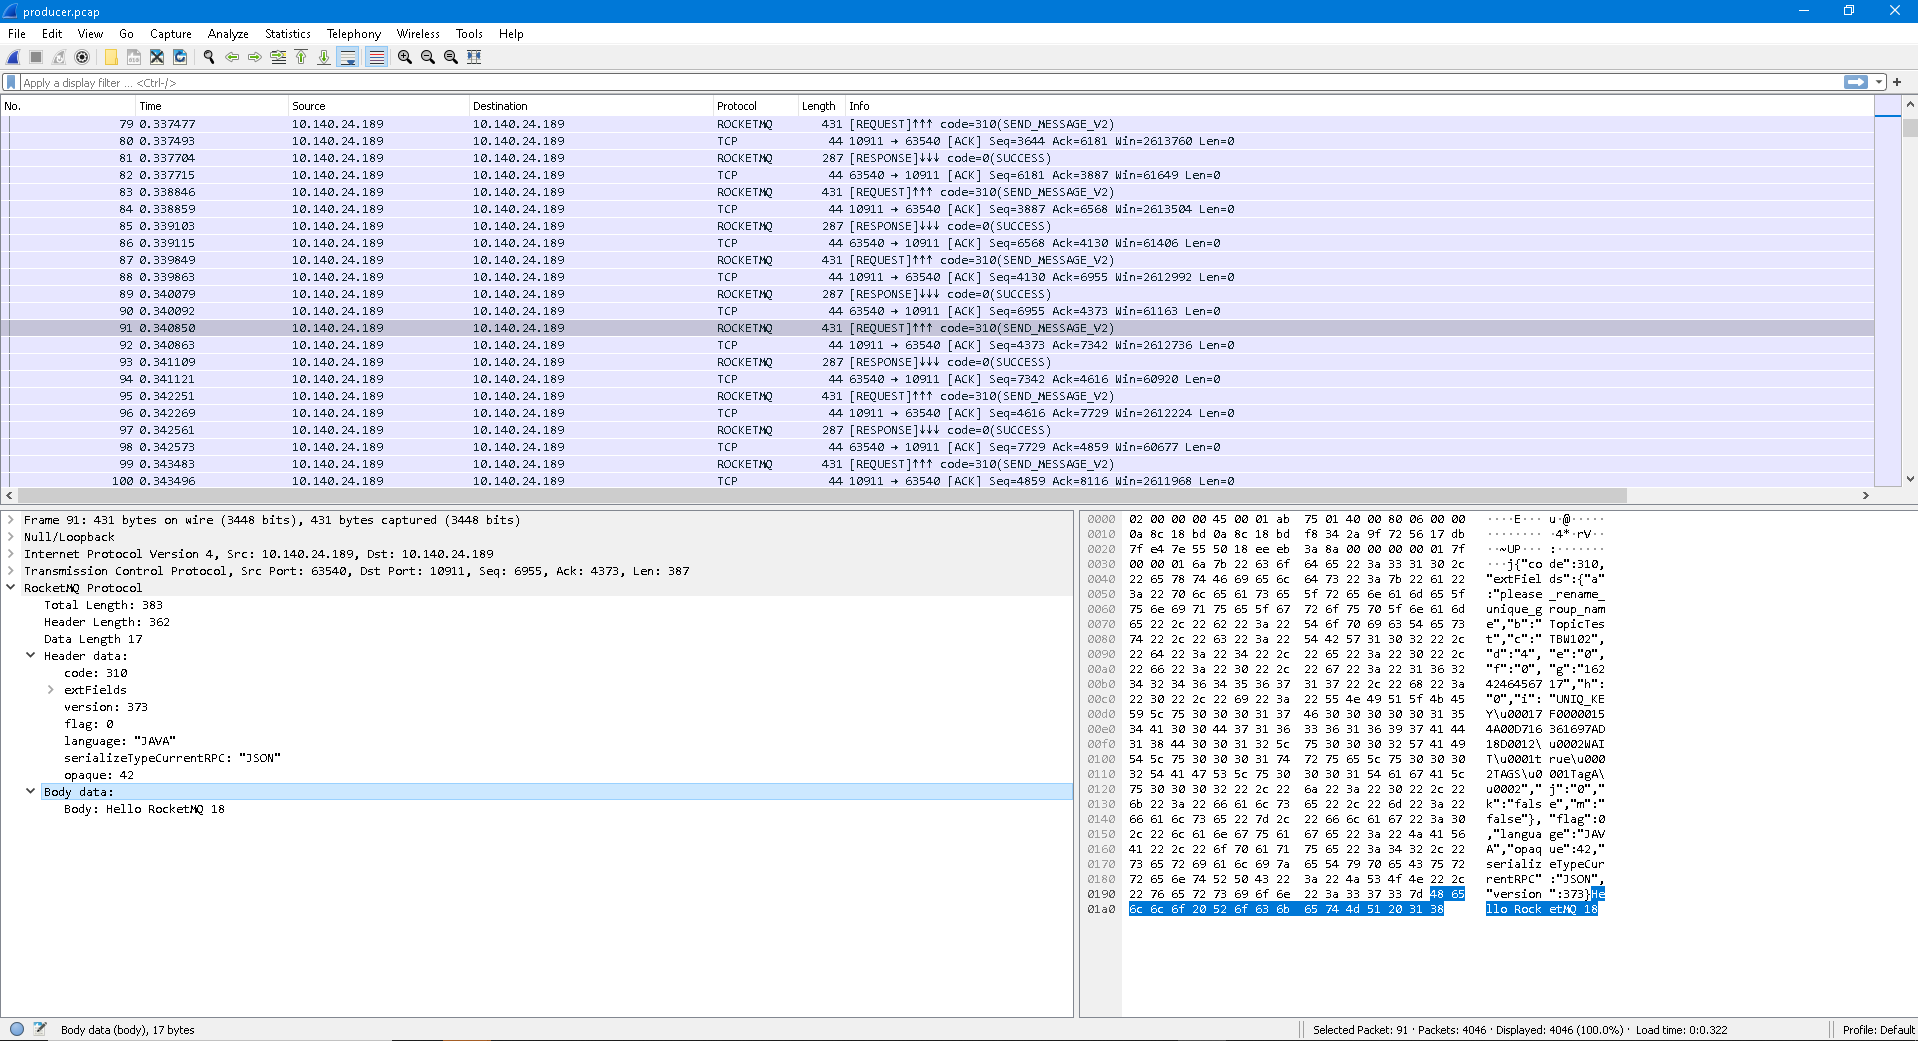 producer.pcap
File Edit View Go Capture Analyze Statistics Telephony Wireless Tools Help
Apply a display filter ... <Ctrl-/>
No. Time Source Destination Protocol Length Info
79 0.337477 10.140.24.189 10.140.24.189 ROCKETMQ 431 [REQUEST]↑↑↑ code=310(SEND_MESSAGE_V2)
80 0.337493 10.140.24.189 10.140.24.189 TCP 44 10911 → 63540 [ACK] Seq=3644 Ack=6181 Win=2613760 Len=0
81 0.337704 10.140.24.189 10.140.24.189 ROCKETMQ 287 [RESPONSE]↓↓↓ code=0(SUCCESS)
82 0.337715 10.140.24.189 10.140.24.189 TCP 44 63540 → 10911 [ACK] Seq=6181 Ack=3887 Win=61649 Len=0
83 0.338846 10.140.24.189 10.140.24.189 ROCKETMQ 431 [REQUEST]↑↑↑ code=310(SEND_MESSAGE_V2)
84 0.338859 10.140.24.189 10.140.24.189 TCP 44 10911 → 63540 [ACK] Seq=3887 Ack=6568 Win=2613504 Len=0
85 0.339103 10.140.24.189 10.140.24.189 ROCKETMQ 287 [RESPONSE]↓↓↓ code=0(SUCCESS)
86 0.339115 10.140.24.189 10.140.24.189 TCP 44 63540 → 10911 [ACK] Seq=6568 Ack=4130 Win=61406 Len=0
87 0.339849 10.140.24.189 10.140.24.189 ROCKETMQ 431 [REQUEST]↑↑↑ code=310(SEND_MESSAGE_V2)
88 0.339863 10.140.24.189 10.140.24.189 TCP 44 10911 → 63540 [ACK] Seq=4130 Ack=6955 Win=2612992 Len=0
89 0.340079 10.140.24.189 10.140.24.189 ROCKETMQ 287 [RESPONSE]↓↓↓ code=0(SUCCESS)
90 0.340092 10.140.24.189 10.140.24.189 TCP 44 63540 → 10911 [ACK] Seq=6955 Ack=4373 Win=61163 Len=0
91 0.340850 10.140.24.189 10.140.24.189 ROCKETMQ 431 [REQUEST]↑↑↑ code=310(SEND_MESSAGE_V2)
92 0.340863 10.140.24.189 10.140.24.189 TCP 44 10911 → 63540 [ACK] Seq=4373 Ack=7342 Win=2612736 Len=0
93 0.341109 10.140.24.189 10.140.24.189 ROCKETMQ 287 [RESPONSE]↓↓↓ code=0(SUCCESS)
94 0.341121 10.140.24.189 10.140.24.189 TCP 44 63540 → 10911 [ACK] Seq=7342 Ack=4616 Win=60920 Len=0
95 0.342251 10.140.24.189 10.140.24.189 ROCKETMQ 431 [REQUEST]↑↑↑ code=310(SEND_MESSAGE_V2)
96 0.342269 10.140.24.189 10.140.24.189 TCP 44 10911 → 63540 [ACK] Seq=4616 Ack=7729 Win=2612224 Len=0
97 0.342561 10.140.24.189 10.140.24.189 ROCKETMQ 287 [RESPONSE]↓↓↓ code=0(SUCCESS)
98 0.342573 10.140.24.189 10.140.24.189 TCP 44 63540 → 10911 [ACK] Seq=7729 Ack=4859 Win=60677 Len=0
99 0.343483 10.140.24.189 10.140.24.189 ROCKETMQ 431 [REQUEST]↑↑↑ code=310(SEND_MESSAGE_V2)
100 0.343496 10.140.24.189 10.140.24.189 TCP 44 10911 → 63540 [ACK] Seq=4859 Ack=8116 Win=2611968 Len=0
Frame 91: 431 bytes on wire (3448 bits), 431 bytes captured (3448 bits)
Null/Loopback
Internet Protocol Version 4, Src: 10.140.24.189, Dst: 10.140.24.189
Transmission Control Protocol, Src Port: 63540, Dst Port: 10911, Seq: 6955, Ack: 4373, Len: 387
RocketMQ Protocol
Total Length: 383
Header Length: 362
Data Length 17
Header data:
code: 310
extFields
version: 373
flag: 0
language: "JAVA"
serializeTypeCurrentRPC: "JSON"
opaque: 42
Body data:
Body: Hello RocketMQ 18
0000 02 00 00 00 45 00 01 ab 75 01 40 00 80 06 00 00 ····E··· u·@·····
0010 0a 8c 18 bd 0a 8c 18 bd f8 34 2a 9f 72 56 17 db ········ ·4*·rV··
0020 7f e4 7e 55 50 18 ee eb 3a 8a 00 00 00 00 01 7f ··~UP··· :·······
0030 00 00 01 6a 7b 22 63 6f 64 65 22 3a 33 31 30 2c ···j{"co de":310,
0040 22 65 78 74 46 69 65 6c 64 73 22 3a 7b 22 61 22 "extFiel ds":{"a"
0050 3a 22 70 6c 65 61 73 65 5f 72 65 6e 61 6d 65 5f :"please _rename_
0060 75 6e 69 71 75 65 5f 67 72 6f 75 70 5f 6e 61 6d unique_g roup_nam
0070 65 22 2c 22 62 22 3a 22 54 6f 70 69 63 54 65 73 e","b":" TopicTes
0080 74 22 2c 22 63 22 3a 22 54 42 57 31 30 32 22 2c t","c":" TBW102",
0090 22 64 22 3a 22 34 22 2c 22 65 22 3a 22 30 22 2c "d":"4", "e":"0",
00a0 22 66 22 3a 22 30 22 2c 22 67 22 3a 22 31 36 32 "f":"0", "g":"162
00b0 34 32 34 36 34 35 36 37 31 37 22 2c 22 68 22 3a 42464567 17","h":
00c0 22 30 22 2c 22 69 22 3a 22 55 4e 49 51 5f 4b 45 "0","i": "UNIQ_KE
00d0 59 5c 75 30 30 30 31 37 46 30 30 30 30 30 31 35 Y\u00017 F0000015
00e0 34 41 30 30 44 37 31 36 33 36 31 36 39 37 41 44 4A00D716 361697AD
00f0 31 38 44 30 30 31 32 5c 75 30 30 30 32 57 41 49 18D0012\ u0002WAI
0100 54 5c 75 30 30 30 31 74 72 75 65 5c 75 30 30 30 T\u0001t rue\u000
0110 32 54 41 47 53 5c 75 30 30 30 31 54 61 67 41 5c 2TAGS\u0 001TagA\
0120 75 30 30 30 32 22 2c 22 6a 22 3a 22 30 22 2c 22 u0002"," j":"0","
0130 6b 22 3a 22 66 61 6c 73 65 22 2c 22 6d 22 3a 22 k":"fals e","m":"
0140 66 61 6c 73 65 22 7d 2c 22 66 6c 61 67 22 3a 30 false"}, "flag":0
0150 2c 22 6c 61 6e 67 75 61 67 65 22 3a 22 4a 41 56 ,"langua ge":"JAV
0160 41 22 2c 22 6f 70 61 71 75 65 22 3a 34 32 2c 22 A","opaq ue":42,"
0170 73 65 72 69 61 6c 69 7a 65 54 79 70 65 43 75 72 serializ eTypeCur
0180 72 65 6e 74 52 50 43 22 3a 22 4a 53 4f 4e 22 2c rentRPC" :"JSON",
0190 22 76 65 72 73 69 6f 6e 22 3a 33 37 33 7d 48 65 "version ":373}He
01a0 6c 6c 6f 20 52 6f 63 6b 65 74 4d 51 20 31 38 llo Rock etMQ 18
Body data (body), 17 bytes
Selected Packet: 91 · Packets: 4046 · Displayed: 4046 (100.0%) · Load time: 0:0.322
Profile: Default